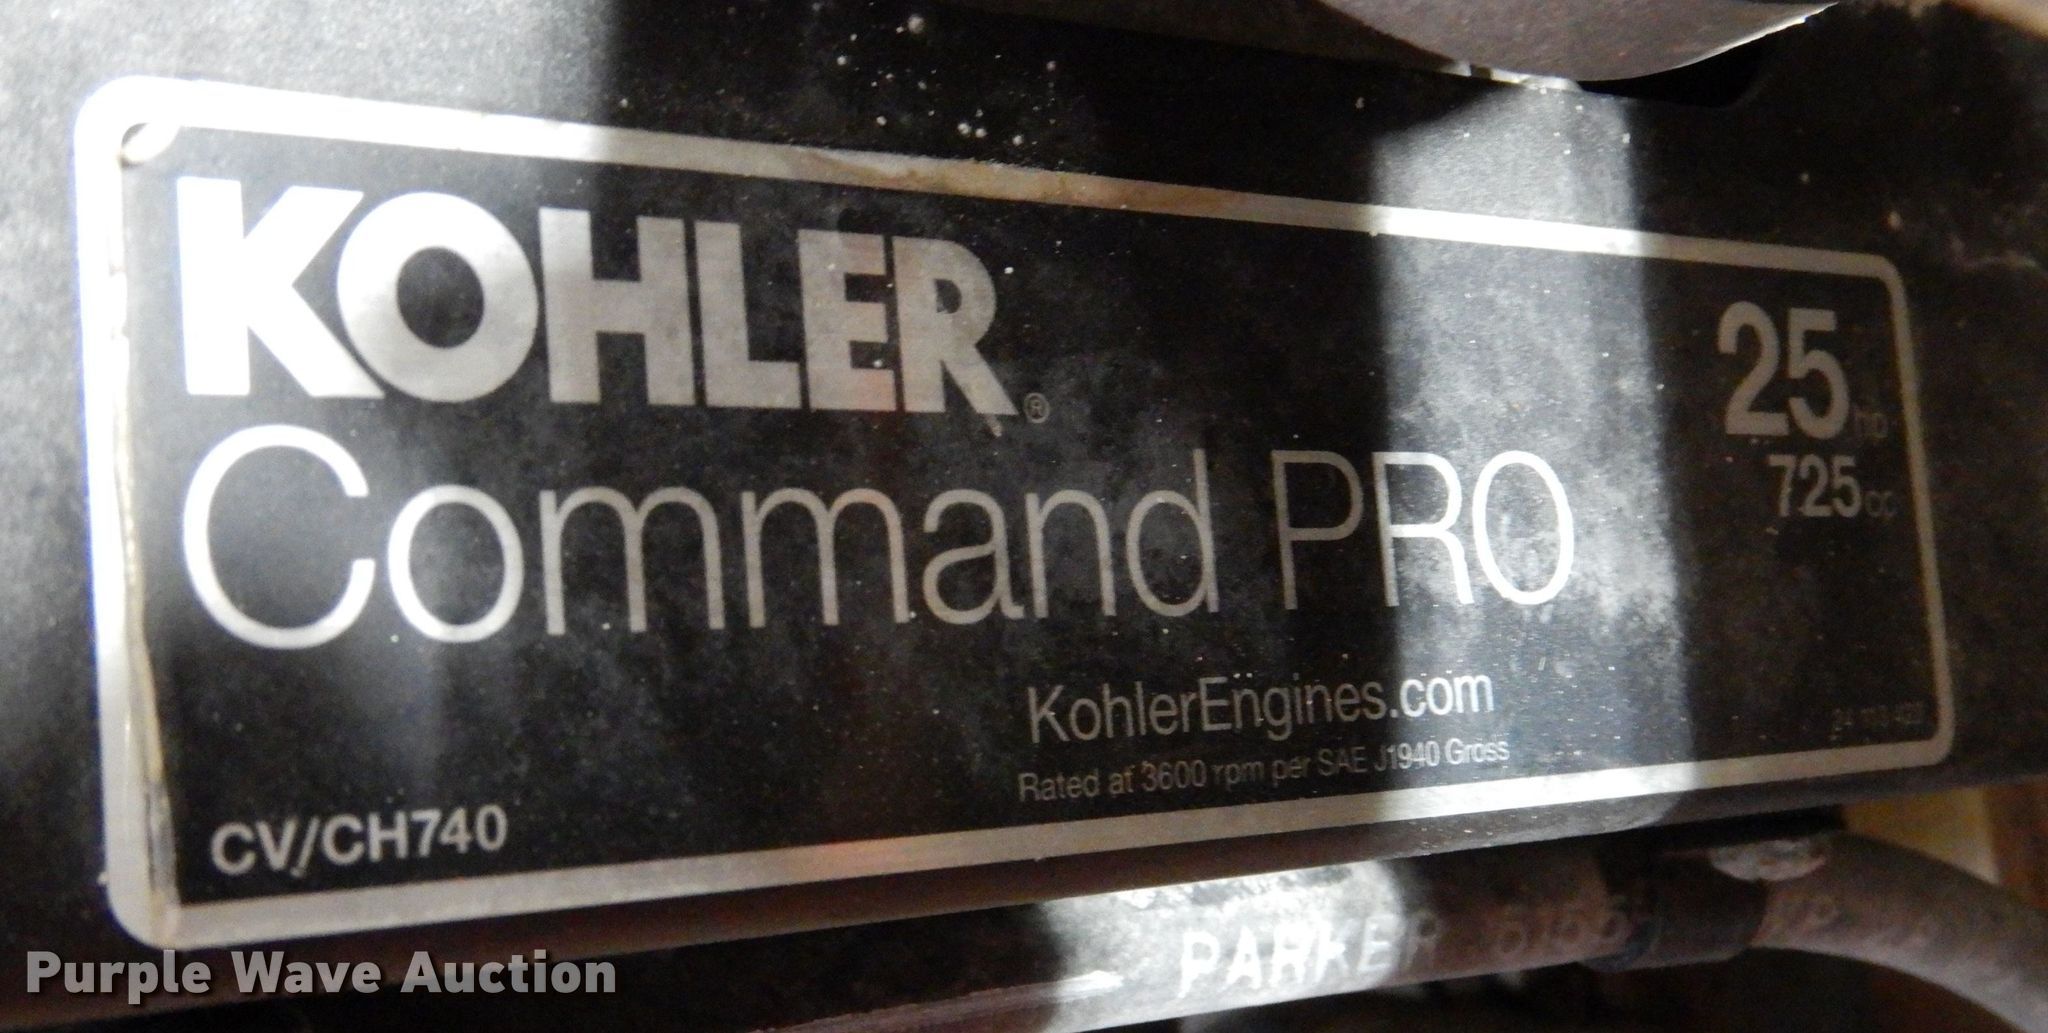 KOHLER®
Command PRO
25 hp
725 cc
KohlerEngines.com
Rated at 3600 rpm per SAE J1940 Gross
CV/CH740
PARKER
Purple Wave Auction